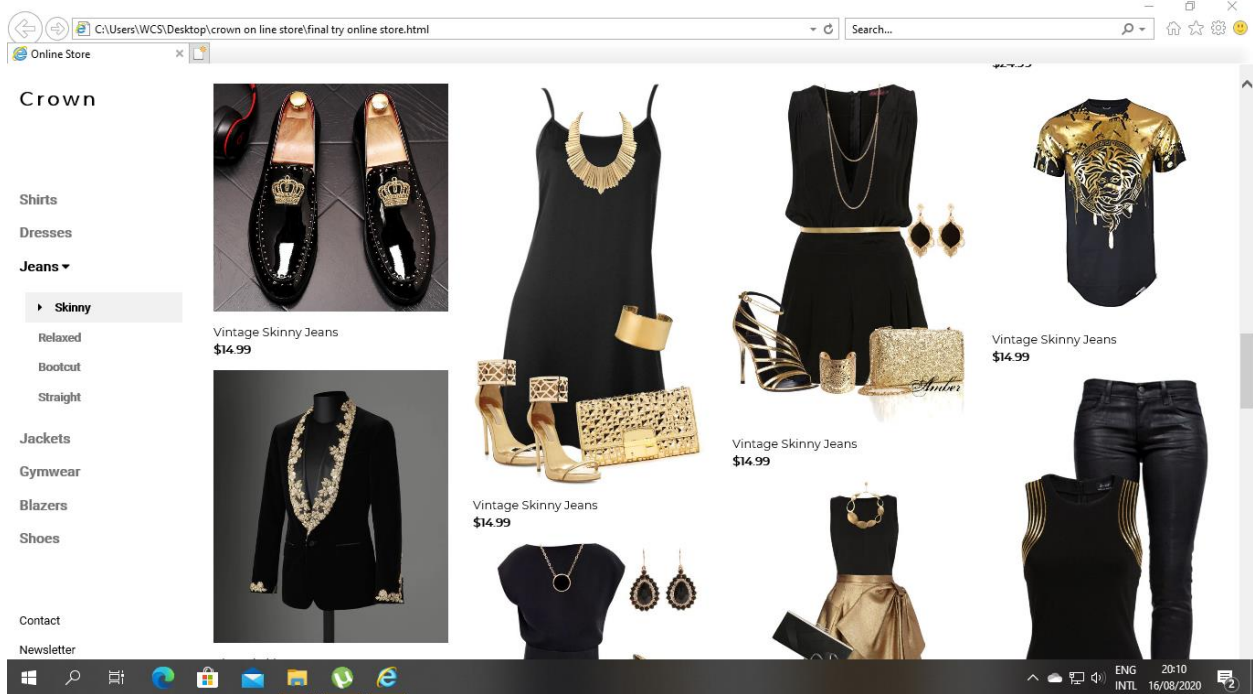 C:\Users\WCS\Desktop\crown on line store\final try online store.html
Search...
Online Store
Crown
Shirts
Dresses
Jeans
Skinny
Relaxed
Bootcut
Straight
Jackets
Gymwear
Blazers
Shoes
Contact
Newsletter
Vintage Skinny Jeans
$14.99
Vintage Skinny Jeans
$14.99
Vintage Skinny Jeans
$14.99
Amber
$24.99
Vintage Skinny Jeans
$14.99
ENG
INTL
20:10
16/08/2020
2